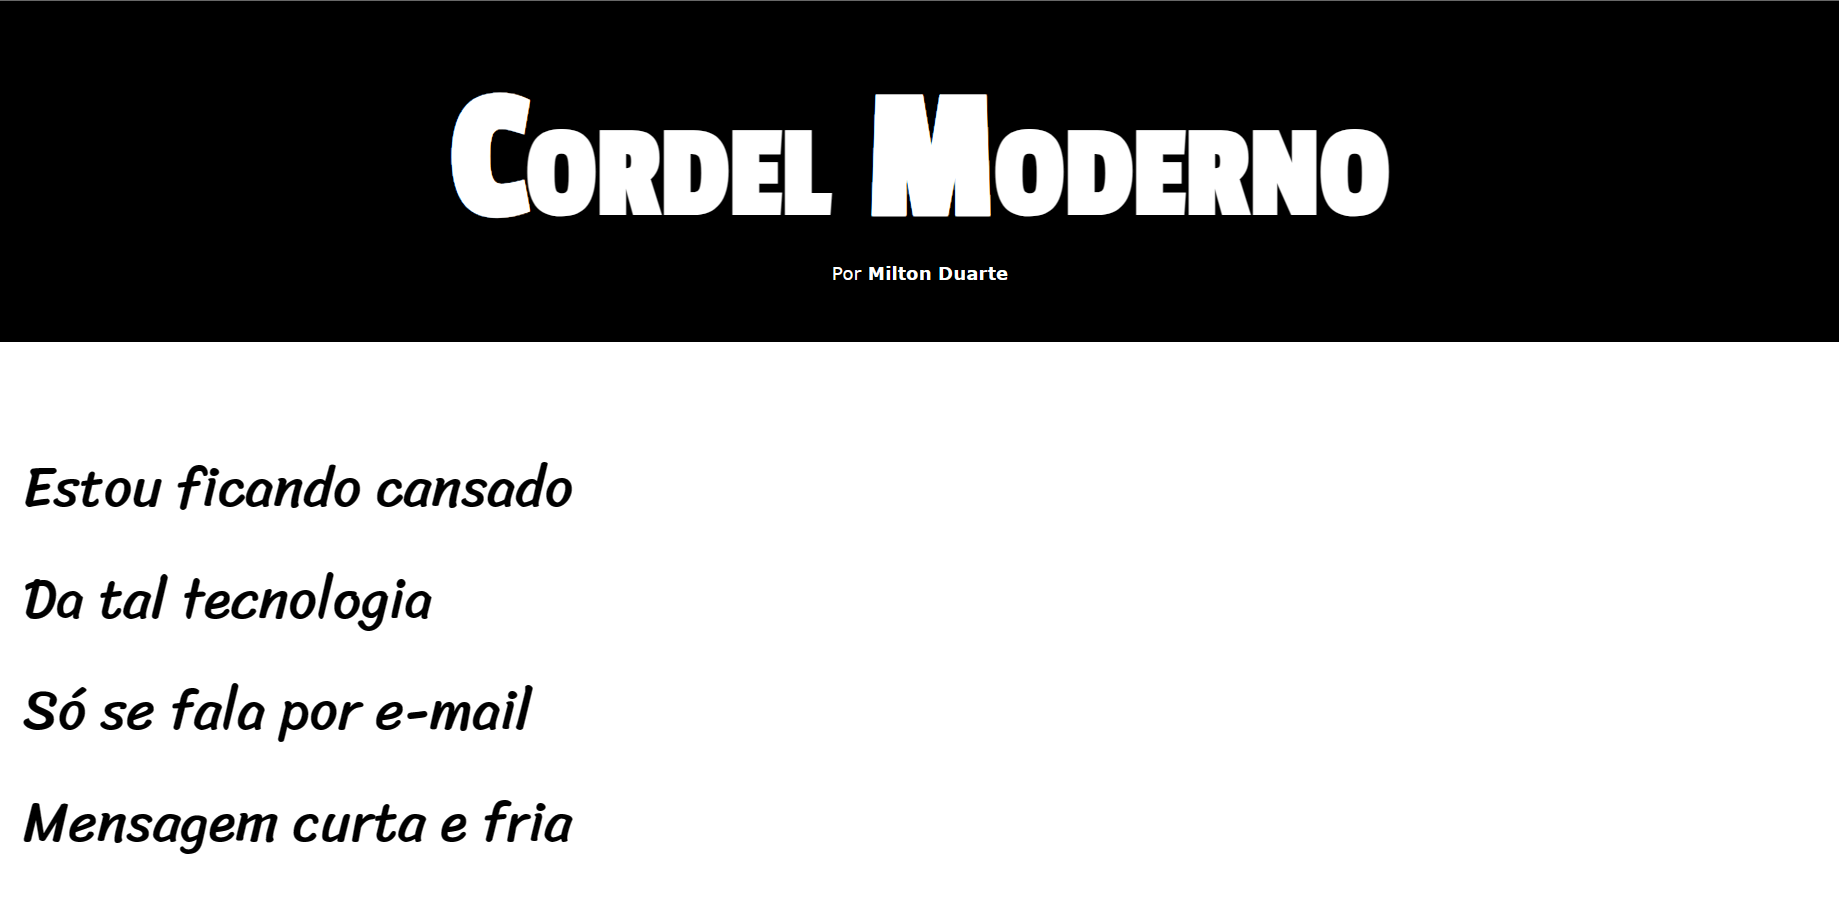 Cordel Moderno
Por Milton Duarte
Estou ficando cansado
Da tal tecnologia
Só se fala por e-mail
Mensagem curta e fria